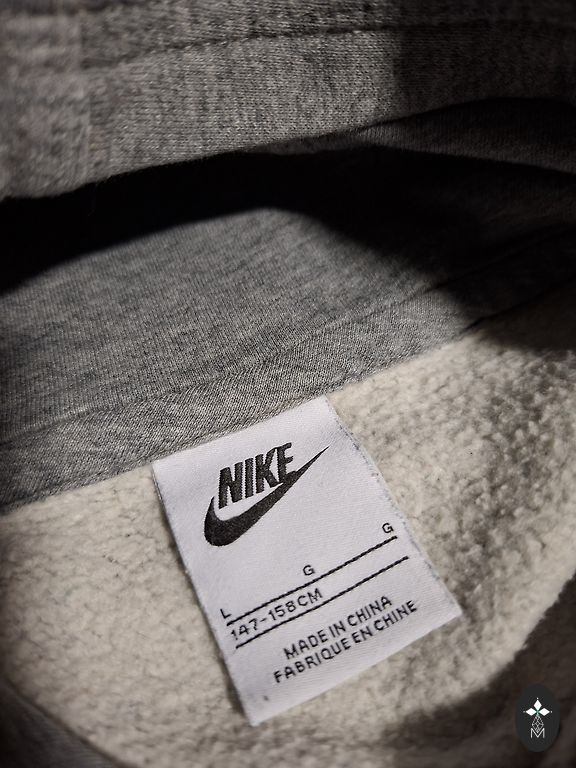 NIKE
L G G
147-158CM
MADE IN CHINA
FABRIQUE EN CHINE
M